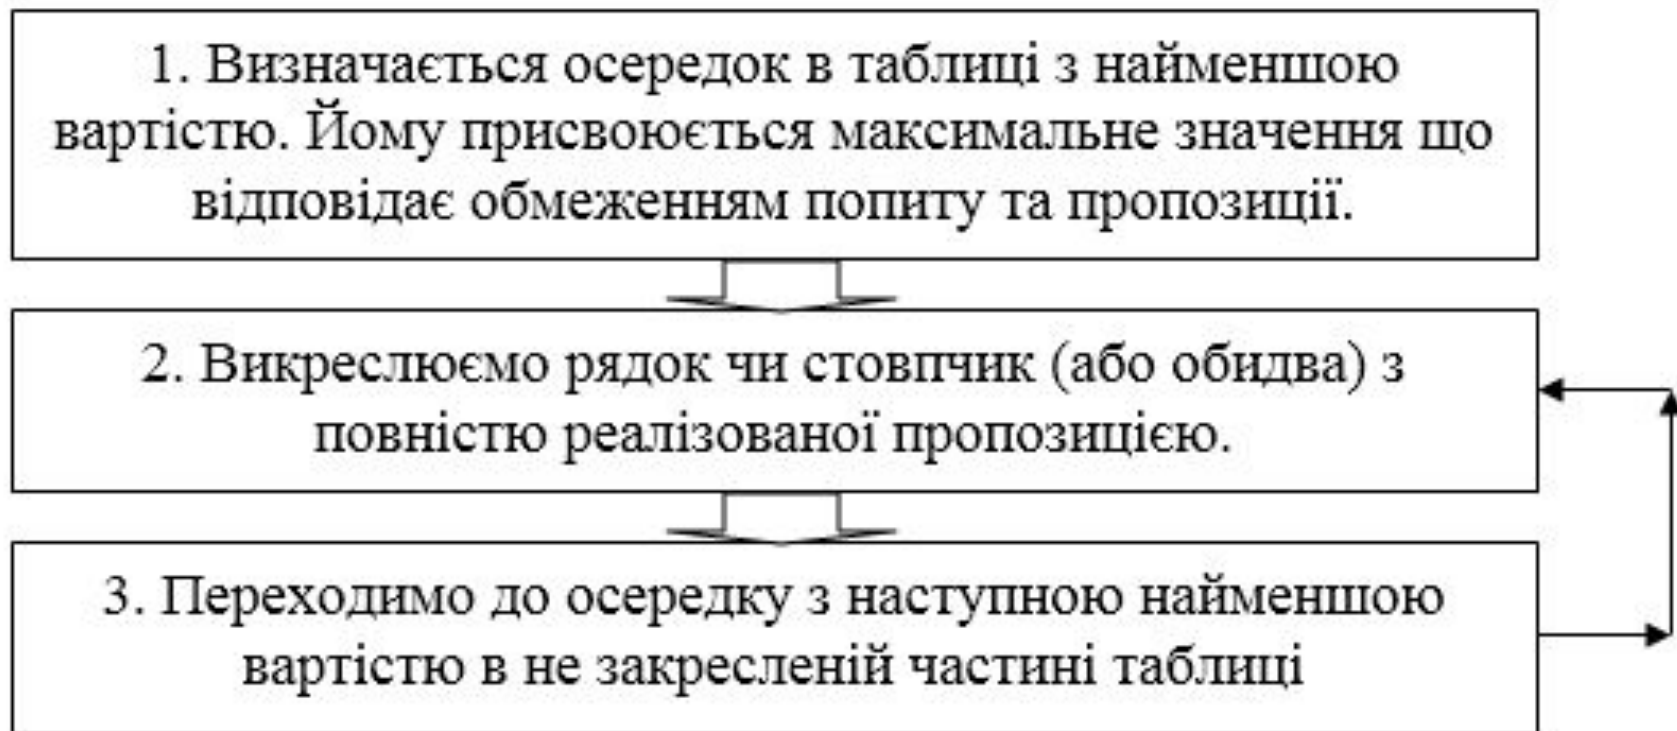 1. Визначається осередок в таблиці з найменшою
вартістю. Йому присвоюється максимальне значення що
відповідає обмеженням попиту та пропозиції.
2. Викреслюємо рядок чи стовпчик (або обидва) з
повністю реалізованої пропозицією.
3. Переходимо до осередку з наступною найменшою
вартістю в не закресленій частині таблиці